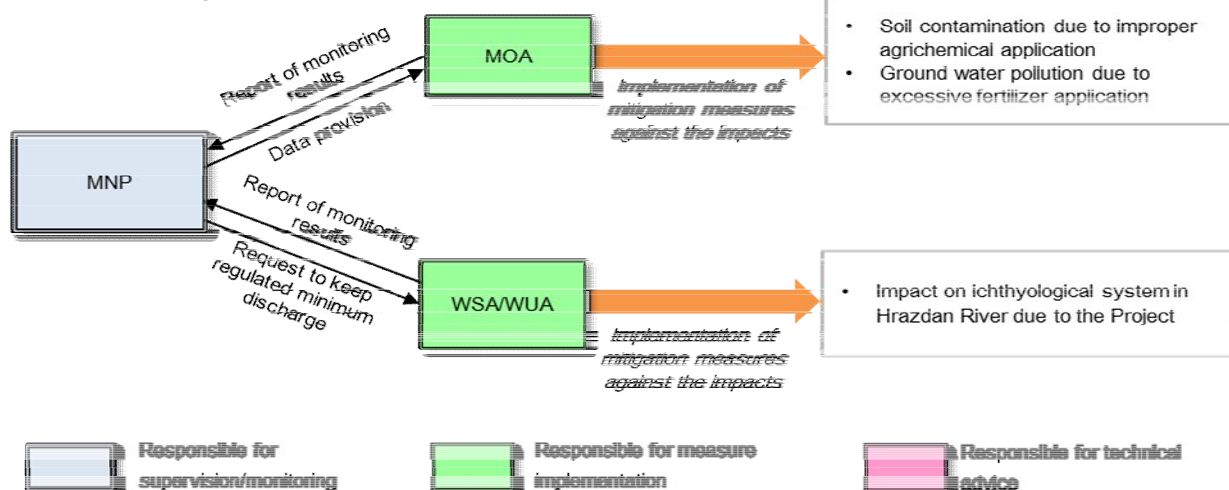 Report of monitoring
results
Data provision
MOA
Implementation of
mitigation measures
against the impacts
• Soil contamination due to improper
agrichemical application
• Ground water pollution due to
excessive fertilizer application
MNP
Report of monitoring
results
Request to keep
regulated minimum
discharge
WSA/WUA
Implementation of
mitigation measures
against the impacts
• Impact on ichthyological system in
Hrazdan River due to the Project
Responsible for
supervision/monitoring
Responsible for measure
implementation
Responsible for technical
advice